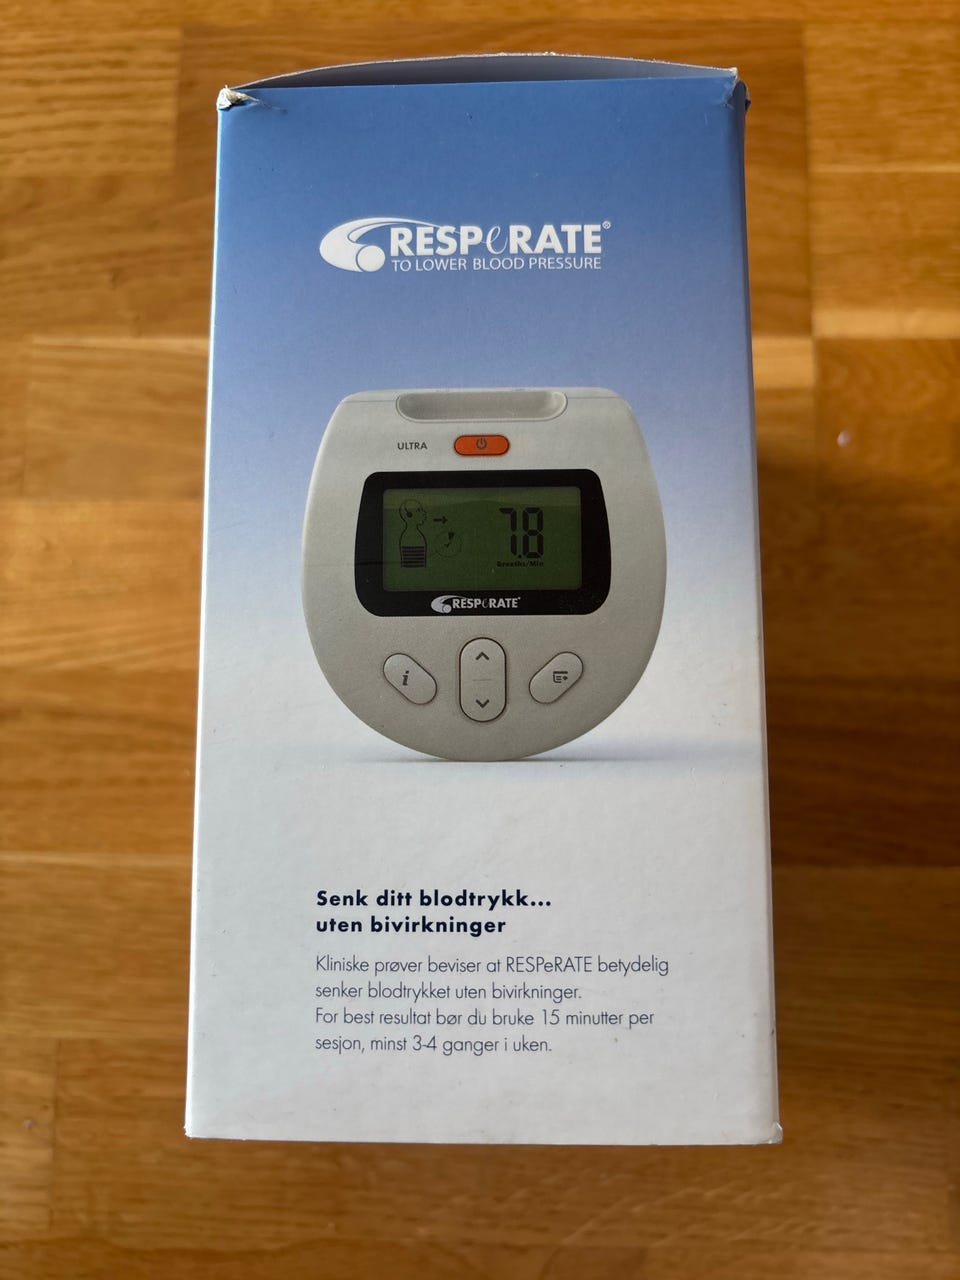 RESPeRATE®
TO LOWER BLOOD PRESSURE
ULTRA
7.8
Breaths/Min
RESPeRATE®
i
Senk ditt blodtrykk...
uten bivirkninger
Kliniske prøver beviser at RESPeRATE betydelig
senker blodtrykket uten bivirkninger.
For best resultat bør du bruke 15 minutter per
sesjon, minst 3-4 ganger i uken.